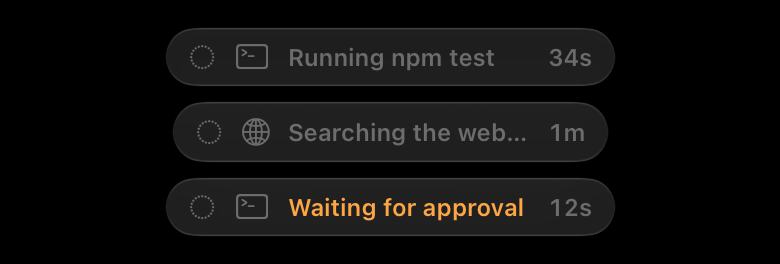 Running npm test 34s
Searching the web... 1m
Waiting for approval 12s